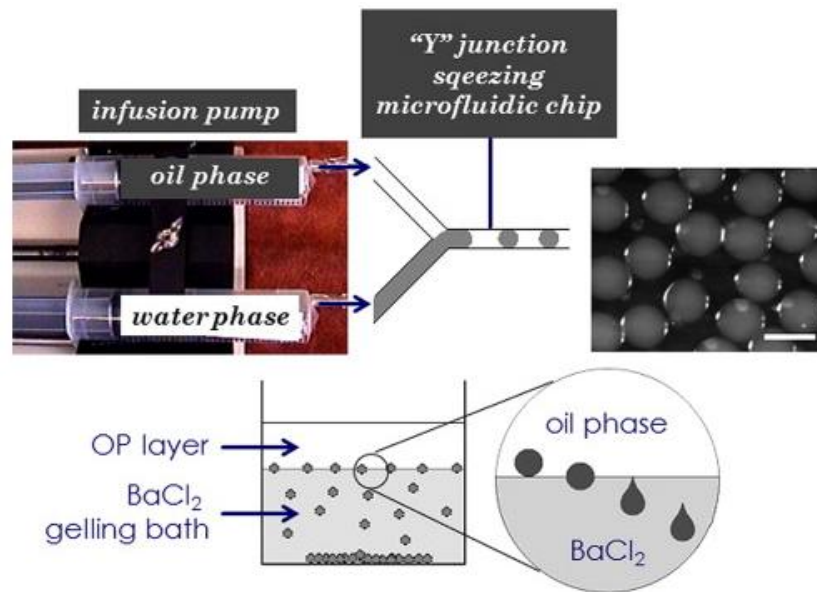 "Y" junction
sqeezing
microfluidic chip
infusion pump
oil phase
water phase
OP layer
BaCl₂
gelling bath
oil phase
BaCl₂